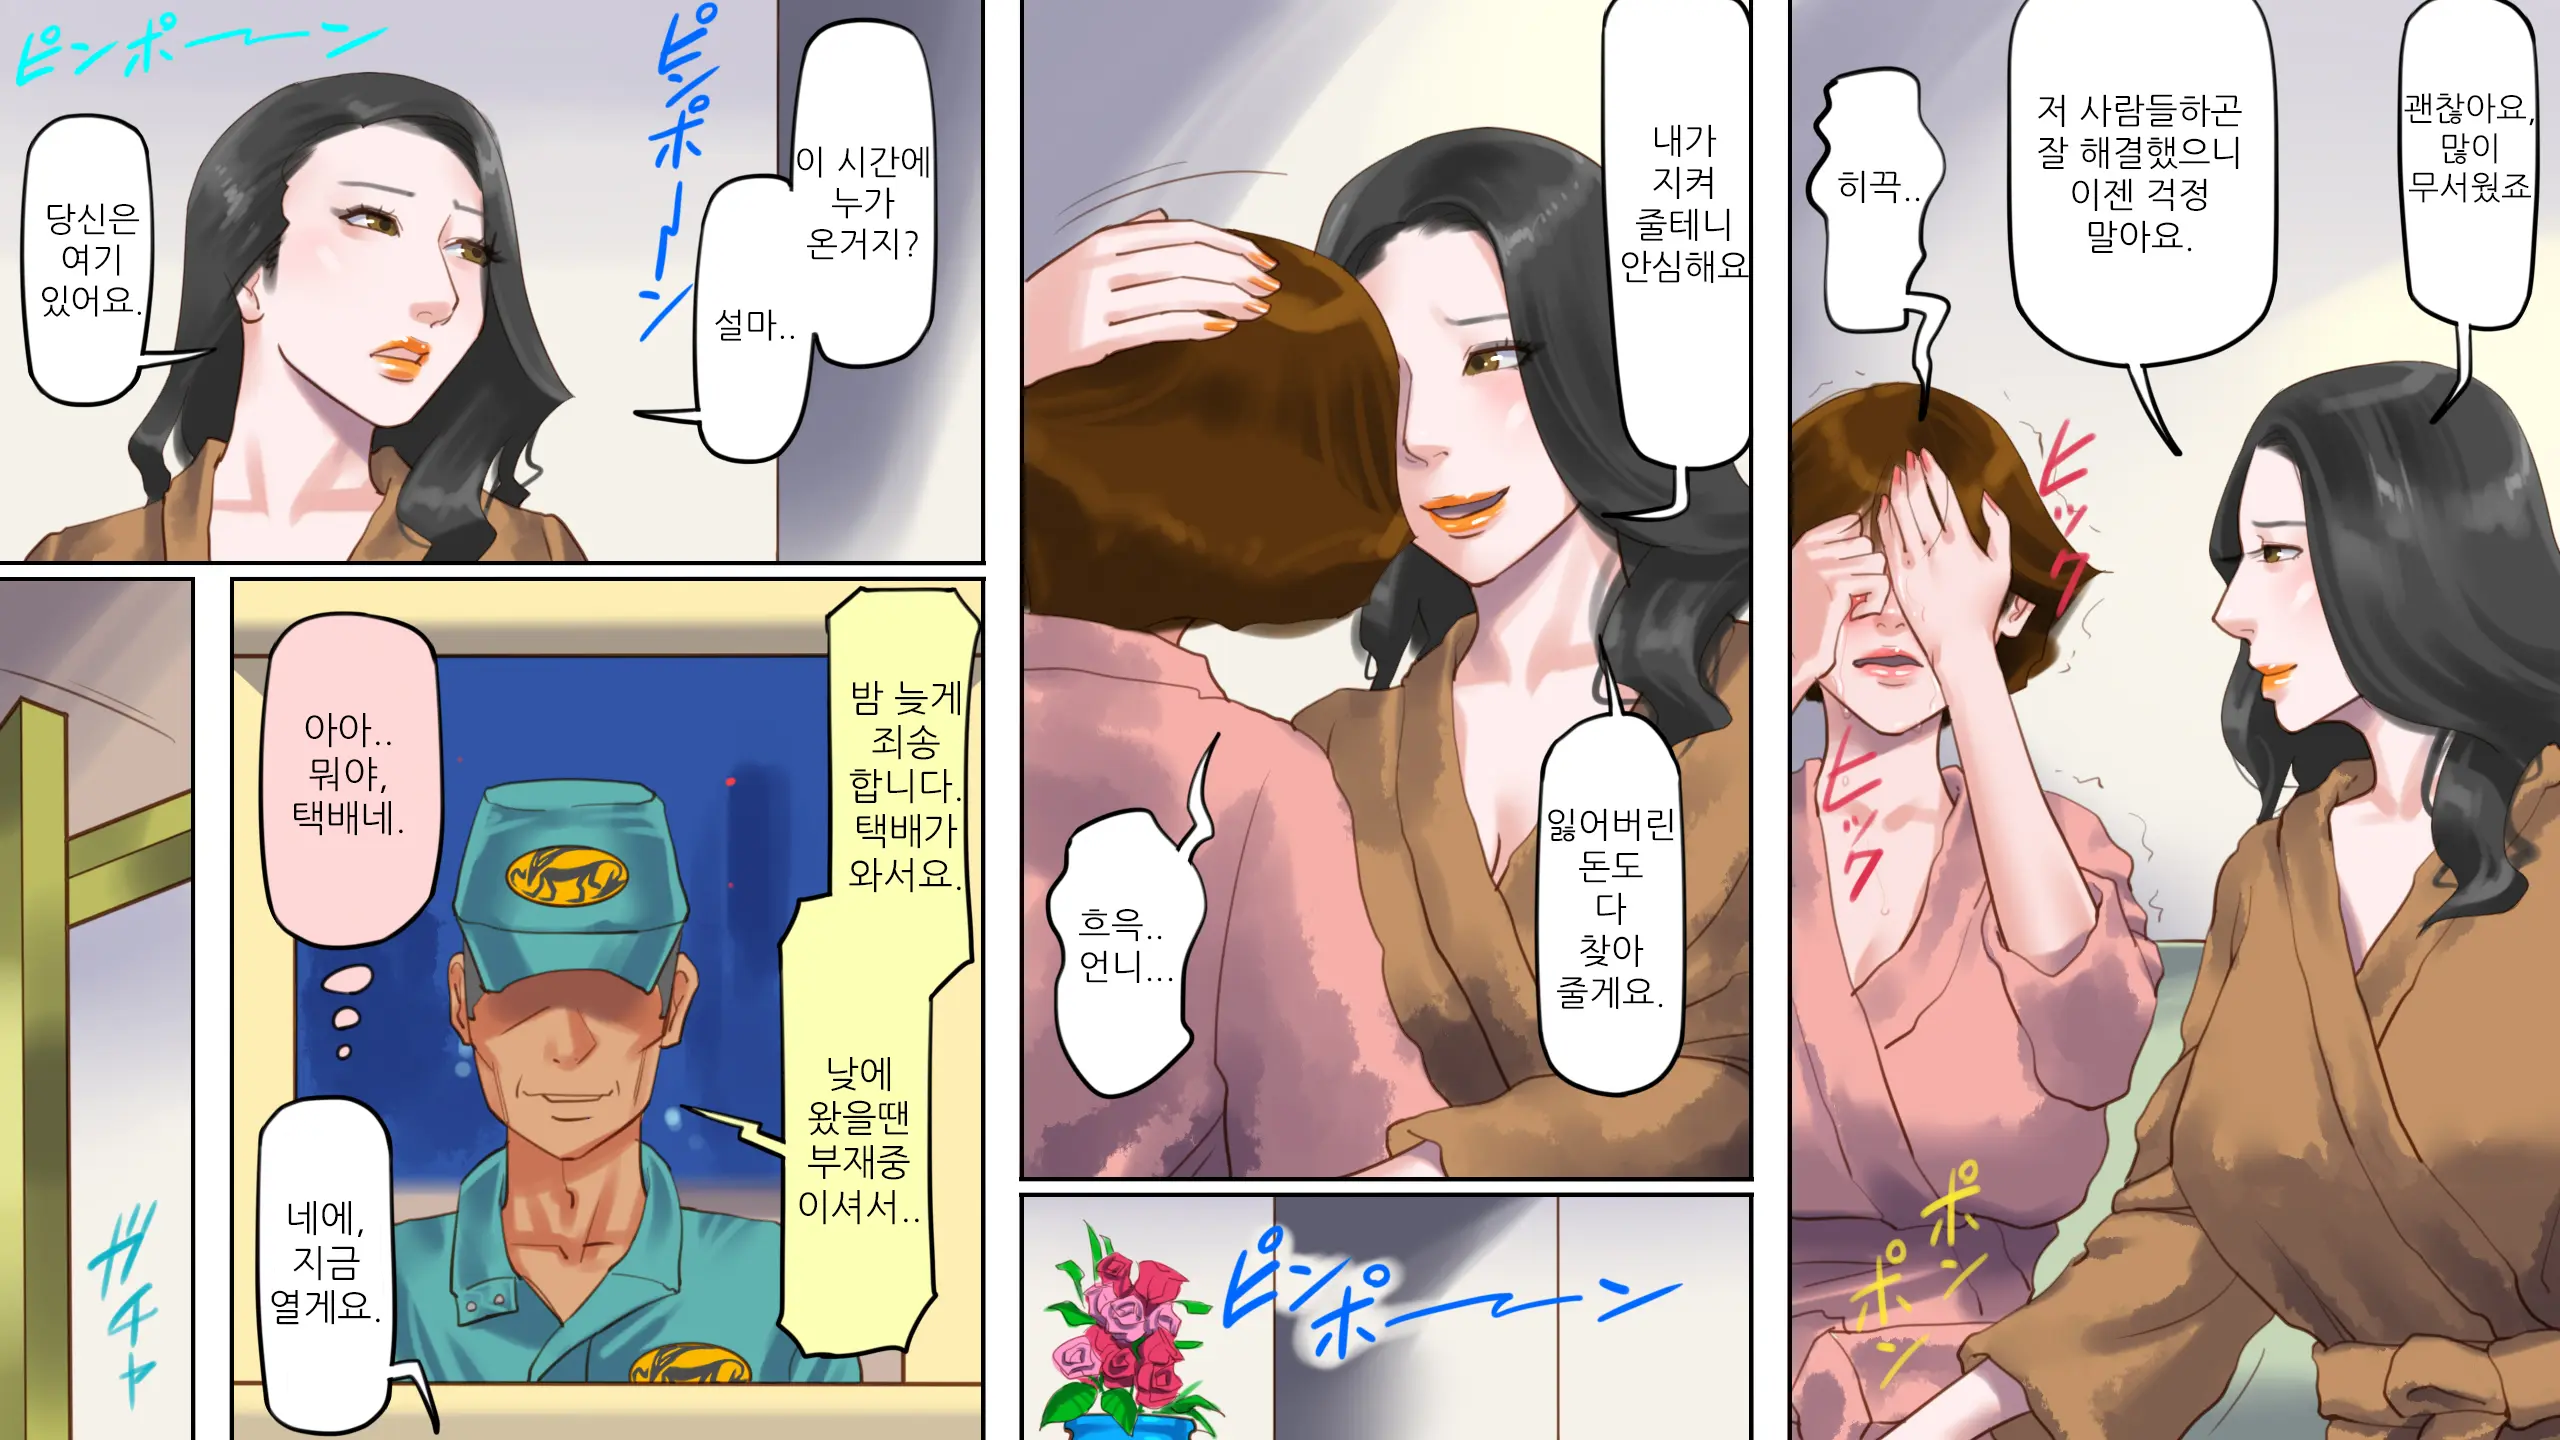 괜찮아요,
많이
무서웠죠
저 사람들하곤
잘 해결했으니
이젠 걱정
말아요.
히끅..
ヒック
ヒック
ポン
ポン
내가
지켜
줄테니
안심해요
잃어버린
돈도
다
찾아
줄게요.
흐윽..
언니...
ピンポーン
이 시간에
누가
온거지?
설마..
ピンポーン
ピンポーン
당신은
여기
있어요.
밤 늦게
죄송
합니다.
택배가
와서요.
낮에
왔을땐
부재중
이셔서..
아아..
뭐야,
택배네.
네에,
지금
열게요.
ガチャ